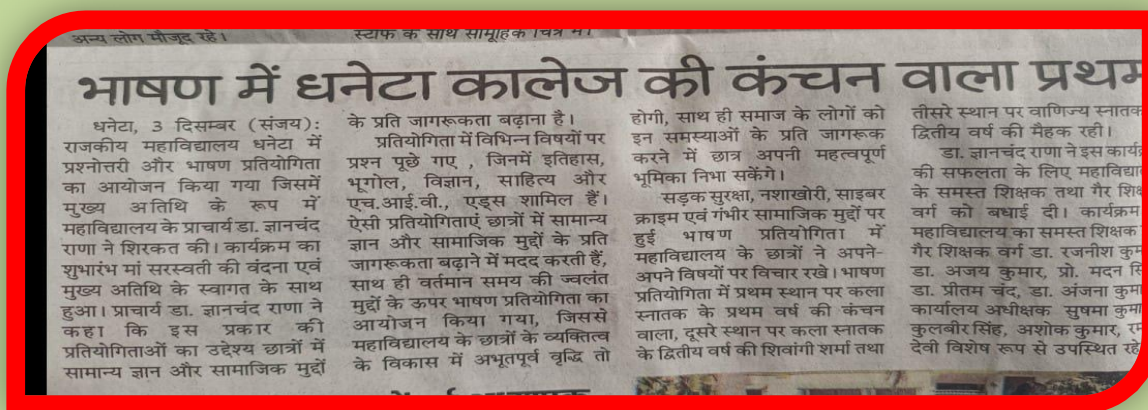 अन्य लोग मौजूद रहे।
स्टाफ के साथ सामूहिक चित्र में।
भाषण में धनेटा कालेज की कंचन वाला प्रथम
धनेटा, 3 दिसम्बर (संजय):
राजकीय महाविद्यालय धनेटा में
प्रश्नोत्तरी और भाषण प्रतियोगिता
का आयोजन किया गया जिसमें
मुख्य अतिथि के रूप में
महाविद्यालय के प्राचार्य डा. ज्ञानचंद
राणा ने शिरकत की। कार्यक्रम का
शुभारंभ मां सरस्वती की वंदना एवं
मुख्य अतिथि के स्वागत के साथ
हुआ। प्राचार्य डा. ज्ञानचंद राणा ने
कहा कि इस प्रकार की
प्रतियोगिताओं का उद्देश्य छात्रों में
सामान्य ज्ञान और सामाजिक मुद्दों
के प्रति जागरूकता बढ़ाना है।
प्रतियोगिता में विभिन्न विषयों पर
प्रश्न पूछे गए , जिनमें इतिहास,
भूगोल, विज्ञान, साहित्य और
एच.आई.वी., एड्स शामिल हैं।
ऐसी प्रतियोगिताएं छात्रों में सामान्य
ज्ञान और सामाजिक मुद्दों के प्रति
जागरूकता बढ़ाने में मदद करती हैं,
साथ ही वर्तमान समय की ज्वलंत
मुद्दों के ऊपर भाषण प्रतियोगिता का
आयोजन किया गया, जिससे
महाविद्यालय के छात्रों के व्यक्तित्व
के विकास में अभूतपूर्व वृद्धि तो
होगी, साथ ही समाज के लोगों को
इन समस्याओं के प्रति जागरूक
करने में छात्र अपनी महत्वपूर्ण
भूमिका निभा सकेंगे।
सड़क सुरक्षा, नशाखोरी, साइबर
क्राइम एवं गंभीर सामाजिक मुद्दों पर
हुई भाषण प्रतियोगिता में
महाविद्यालय के छात्रों ने अपने-
अपने विषयों पर विचार रखे। भाषण
प्रतियोगिता में प्रथम स्थान पर कला
स्नातक के प्रथम वर्ष की कंचन
वाला, दूसरे स्थान पर कला स्नातक
के द्वितीय वर्ष की शिवांगी शर्मा तथा
तीसरे स्थान पर वाणिज्य स्नातक
द्वितीय वर्ष की मैहक रही।
डा. ज्ञानचंद राणा ने इस
की सफलता के लिए
के समस्त शिक्षक तथा गैर
वर्ग को बधाई दी। कार्यक्रम
महाविद्यालय का समस्त शिक्षक
गैर शिक्षक वर्ग डा. रजनीश
डा. अजय कुमार, प्रो. मदन
डा. प्रीतम चंद, डा. अंजना
कार्यालय अधीक्षक सुषमा
कुलबीर सिंह, अशोक कुमार,
देवी विशेष रूप से उपस्थित रहे